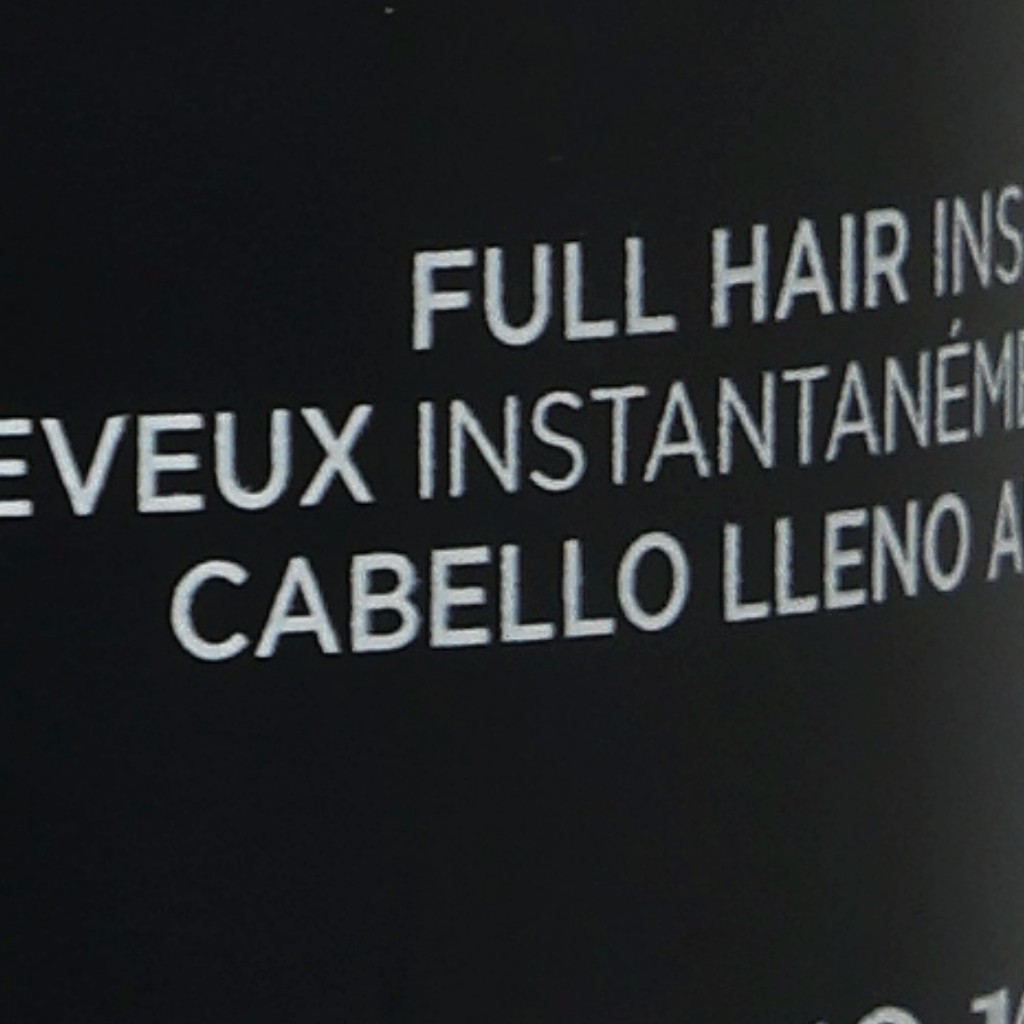 FULL HAIR INS
EVEUX INSTANTANÉM
CABELLO LLENO A